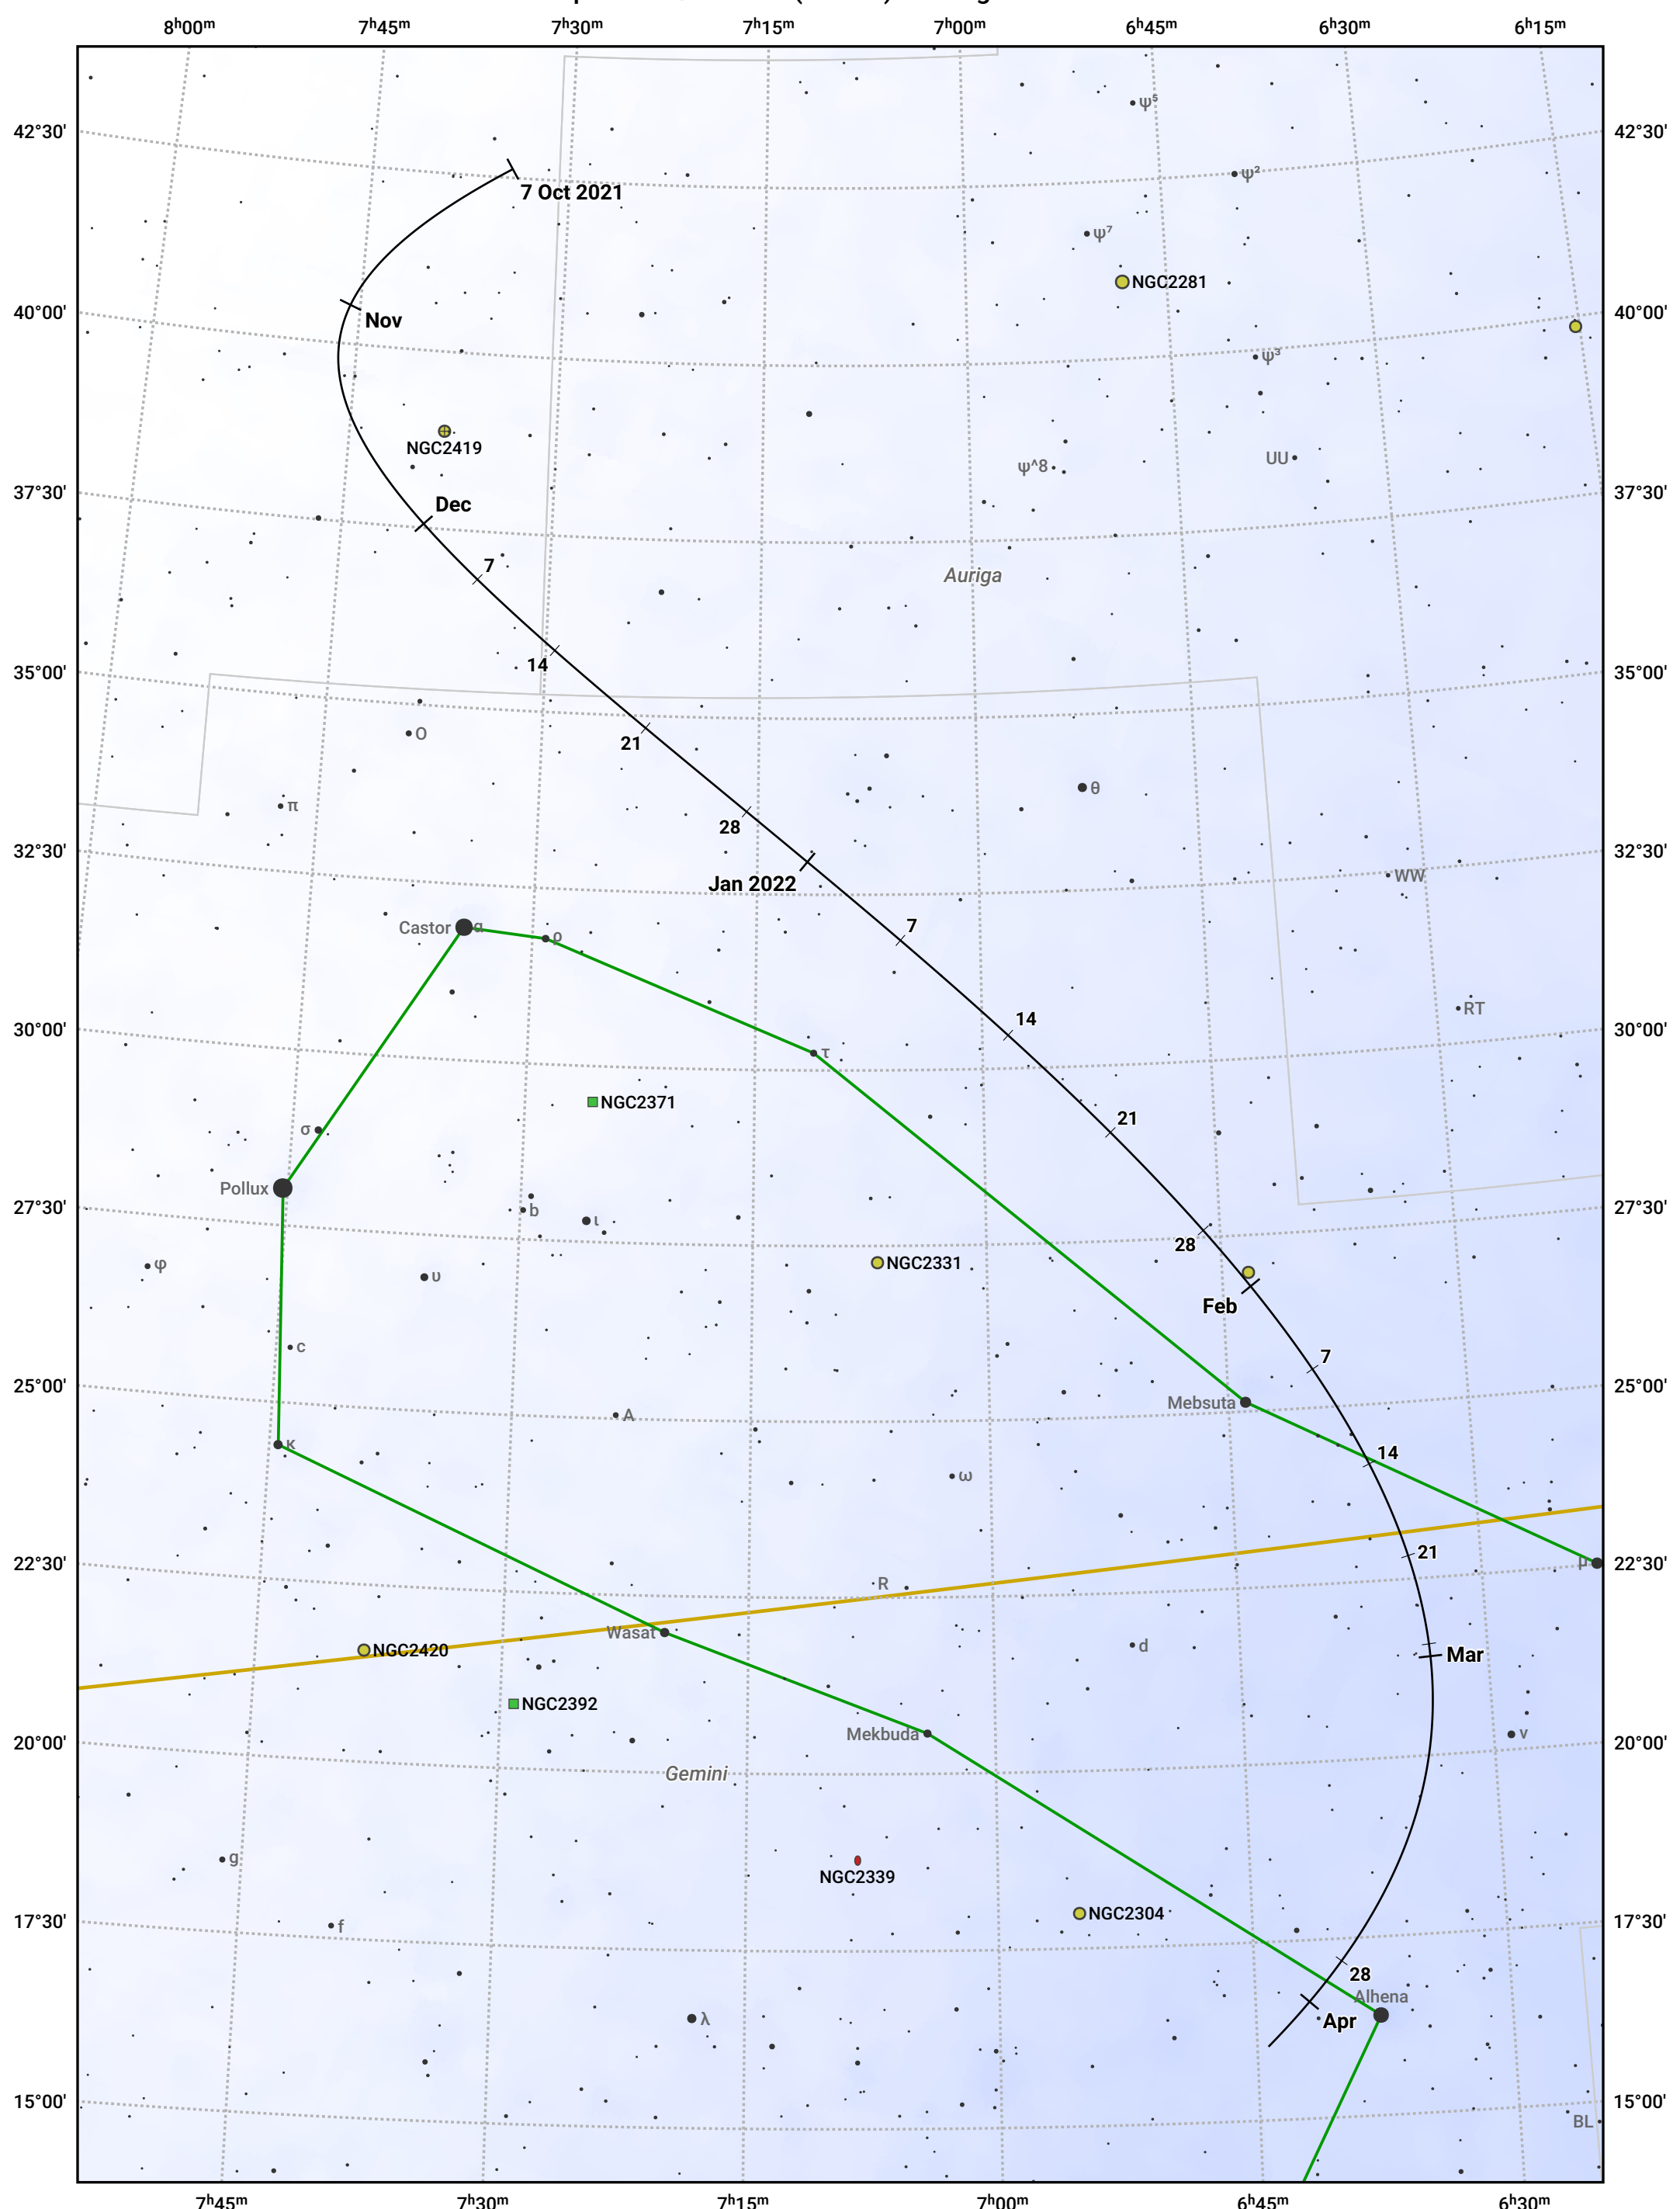 8ʰ00ᵐ 7ʰ45ᵐ 7ʰ30ᵐ 7ʰ15ᵐ 7ʰ00ᵐ 6ʰ45ᵐ 6ʰ30ᵐ 6ʰ15ᵐ
ψ⁵
42°30' 42°30'
ψ²
7 Oct 2021
ψ⁷
NGC2281
40°00' 40°00'
Nov
ψ³
NGC2419
UU
ψ^8
37°30' 37°30'
Dec
7
Auriga
14
35°00' 35°00'
Ο
21
θ
π
28
32°30' 32°30'
WW
Jan 2022
Castor α
7
ρ
RT
14
30°00' 30°00'
τ
NGC2371
21
σ
Pollux
27°30' 27°30'
b
ι
28
NGC2331
φ
υ
Feb
c
7
25°00' 25°00'
Mebsuta
A
κ
14
ω
21
22°30' 22°30'
μ
R
Wasat
d
NGC2420
Mar
NGC2392
Mekbuda
ν
20°00' 20°00'
Gemini
g
NGC2339
NGC2304
17°30' 17°30'
f
28
Alhena
λ
Apr
15°00' 15°00'
BL
7ʰ45ᵐ 7ʰ30ᵐ 7ʰ15ᵐ 7ʰ00ᵐ 6ʰ45ᵐ 6ʰ30ᵐ